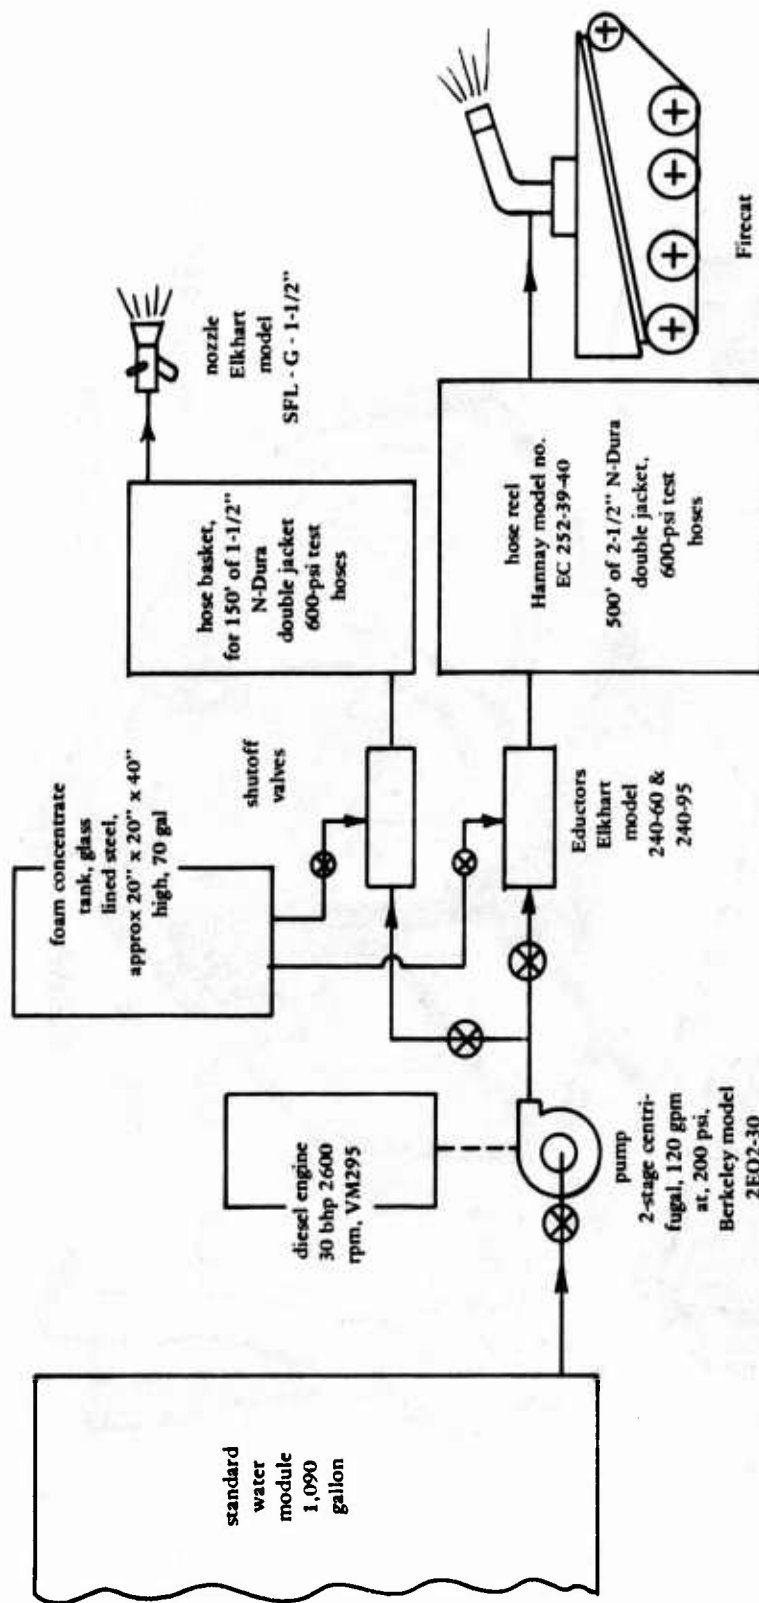 standard
water
module
1,090
gallon
diesel engine
30 bhp 2600
rpm, VM295
pump
2-stage centri-
fugal, 120 gpm
at, 200 psi,
Berkeley model
2EQ2-30
foam concentrate
tank, glass
lined steel,
approx 20" x 20" x 40"
high, 70 gal
shutoff
valves
Eductors
Elkhart
model
240-60 &
240-95
hose basket,
for 150' of 1-1/2"
N-Dura
double jacket
600-psi test
hoses
hose reel
Hannay model no.
EC 252-39-40
500' of 2-1/2" N-Dura
double jacket,
600-psi test
hoses
nozzle
Elkhart
model
SFL - G - 1-1/2"
Firecat